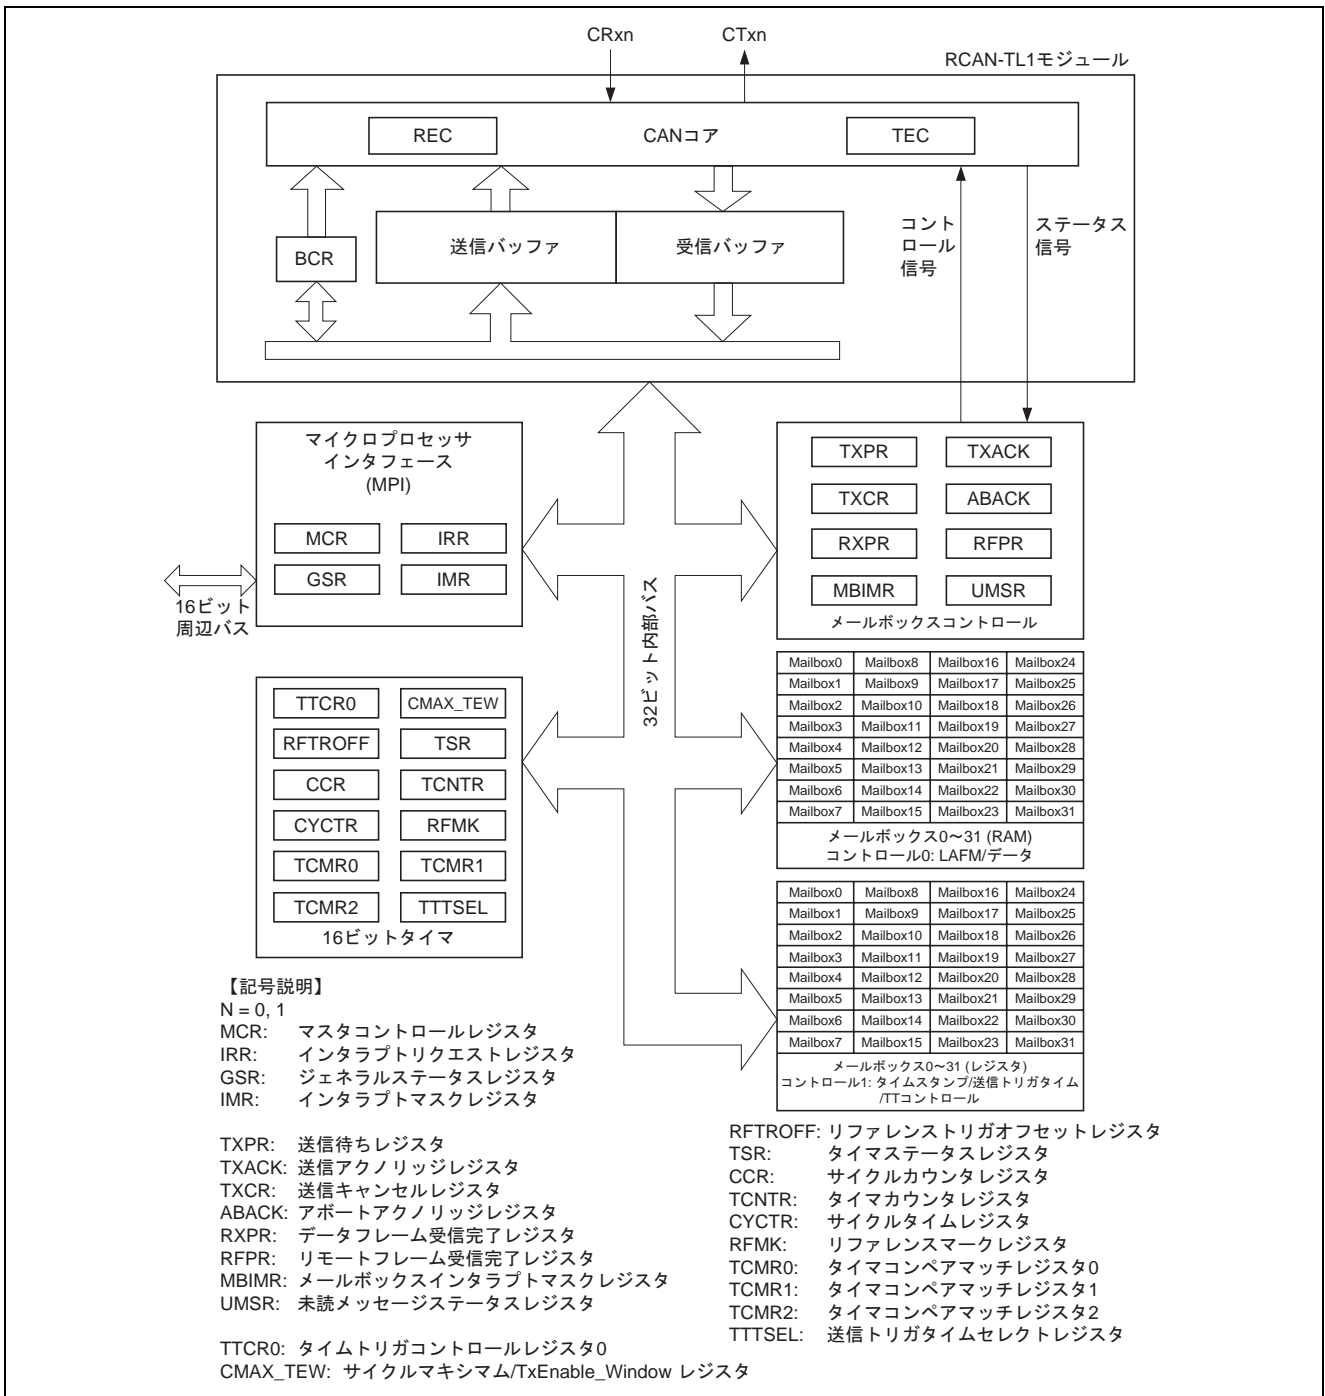 CRxn CTxn
RCAN-TL1モジュール
REC CANコア TEC
BCR
送信バッファ 受信バッファ
コント
ロール
信号
ステータス
信号
マイクロプロセッサ
インタフェース
(MPI)
MCR IRR
GSR IMR
16ビット
周辺バス
32ビット内部バス
TXPR TXACK
TXCR ABACK
RXPR RFPR
MBIMR UMSR
メールボックスコントロール
TTCR0 CMAX_TEW
RFTROFF TSR
CCR TCNTR
CYCTR RFMK
TCMR0 TCMR1
TCMR2 TTTSEL
16ビットタイマ
Mailbox0 Mailbox8 Mailbox16 Mailbox24
Mailbox1 Mailbox9 Mailbox17 Mailbox25
Mailbox2 Mailbox10 Mailbox18 Mailbox26
Mailbox3 Mailbox11 Mailbox19 Mailbox27
Mailbox4 Mailbox12 Mailbox20 Mailbox28
Mailbox5 Mailbox13 Mailbox21 Mailbox29
Mailbox6 Mailbox14 Mailbox22 Mailbox30
Mailbox7 Mailbox15 Mailbox23 Mailbox31
メールボックス0〜31 (RAM)
コントロール0: LAFM/データ
Mailbox0 Mailbox8 Mailbox16 Mailbox24
Mailbox1 Mailbox9 Mailbox17 Mailbox25
Mailbox2 Mailbox10 Mailbox18 Mailbox26
Mailbox3 Mailbox11 Mailbox19 Mailbox27
Mailbox4 Mailbox12 Mailbox20 Mailbox28
Mailbox5 Mailbox13 Mailbox21 Mailbox29
Mailbox6 Mailbox14 Mailbox22 Mailbox30
Mailbox7 Mailbox15 Mailbox23 Mailbox31
メールボックス0〜31 (レジスタ)
コントロール1: タイムスタンプ/送信トリガタイム
/TTコントロール
【記号説明】
N = 0, 1
MCR: マスタコントロールレジスタ
IRR: インタラプトリクエストレジスタ
GSR: ジェネラルステータスレジスタ
IMR: インタラプトマスクレジスタ
TXPR: 送信待ちレジスタ
TXACK: 送信アクノリッジレジスタ
TXCR: 送信キャンセルレジスタ
ABACK: アボートアクノリッジレジスタ
RXPR: データフレーム受信完了レジスタ
RFPR: リモートフレーム受信完了レジスタ
MBIMR: メールボックスインタラプトマスクレジスタ
UMSR: 未読メッセージステータスレジスタ
TTCR0: タイムトリガコントロールレジスタ0
CMAX_TEW: サイクルマキシマム/TxEnable_Window レジスタ
RFTROFF: リファレンストリガオフセットレジスタ
TSR: タイマステータスレジスタ
CCR: サイクルカウンタレジスタ
TCNTR: タイマカウンタレジスタ
CYCTR: サイクルタイムレジスタ
RFMK: リファレンスマークレジスタ
TCMR0: タイマコンペアマッチレジスタ0
TCMR1: タイマコンペアマッチレジスタ1
TCMR2: タイマコンペアマッチレジスタ2
TTTSEL: 送信トリガタイムセレクトレジスタ